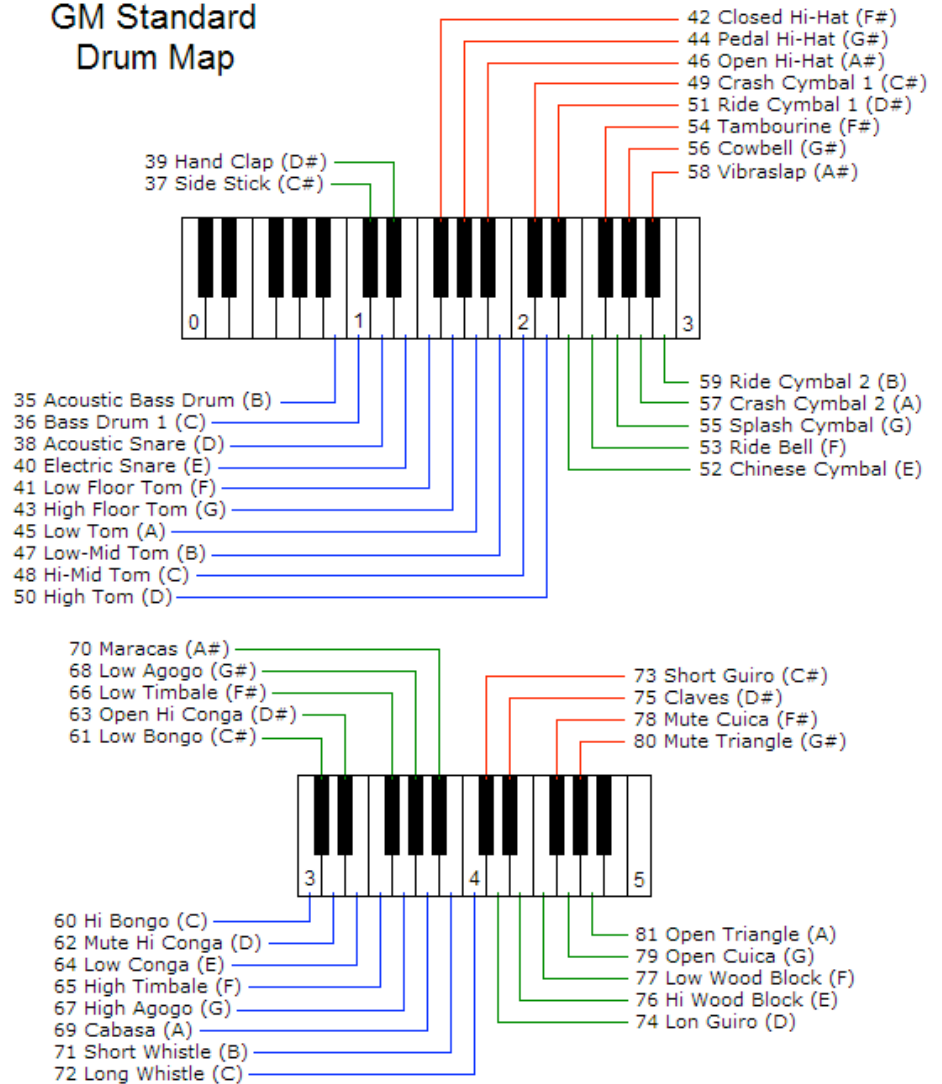 GM Standard
Drum Map
42 Closed Hi-Hat (F#)
44 Pedal Hi-Hat (G#)
46 Open Hi-Hat (A#)
49 Crash Cymbal 1 (C#)
51 Ride Cymbal 1 (D#)
54 Tambourine (F#)
56 Cowbell (G#)
58 Vibraslap (A#)
39 Hand Clap (D#)
37 Side Stick (C#)
0 1 2 3
35 Acoustic Bass Drum (B)
36 Bass Drum 1 (C)
38 Acoustic Snare (D)
40 Electric Snare (E)
41 Low Floor Tom (F)
43 High Floor Tom (G)
45 Low Tom (A)
47 Low-Mid Tom (B)
48 Hi-Mid Tom (C)
50 High Tom (D)
59 Ride Cymbal 2 (B)
57 Crash Cymbal 2 (A)
55 Splash Cymbal (G)
53 Ride Bell (F)
52 Chinese Cymbal (E)
70 Maracas (A#)
68 Low Agogo (G#)
66 Low Timbale (F#)
63 Open Hi Conga (D#)
61 Low Bongo (C#)
73 Short Guiro (C#)
75 Claves (D#)
78 Mute Cuica (F#)
80 Mute Triangle (G#)
3 4 5
60 Hi Bongo (C)
62 Mute Hi Conga (D)
64 Low Conga (E)
65 High Timbale (F)
67 High Agogo (G)
69 Cabasa (A)
71 Short Whistle (B)
72 Long Whistle (C)
81 Open Triangle (A)
79 Open Cuica (G)
77 Low Wood Block (F)
76 Hi Wood Block (E)
74 Lon Guiro (D)